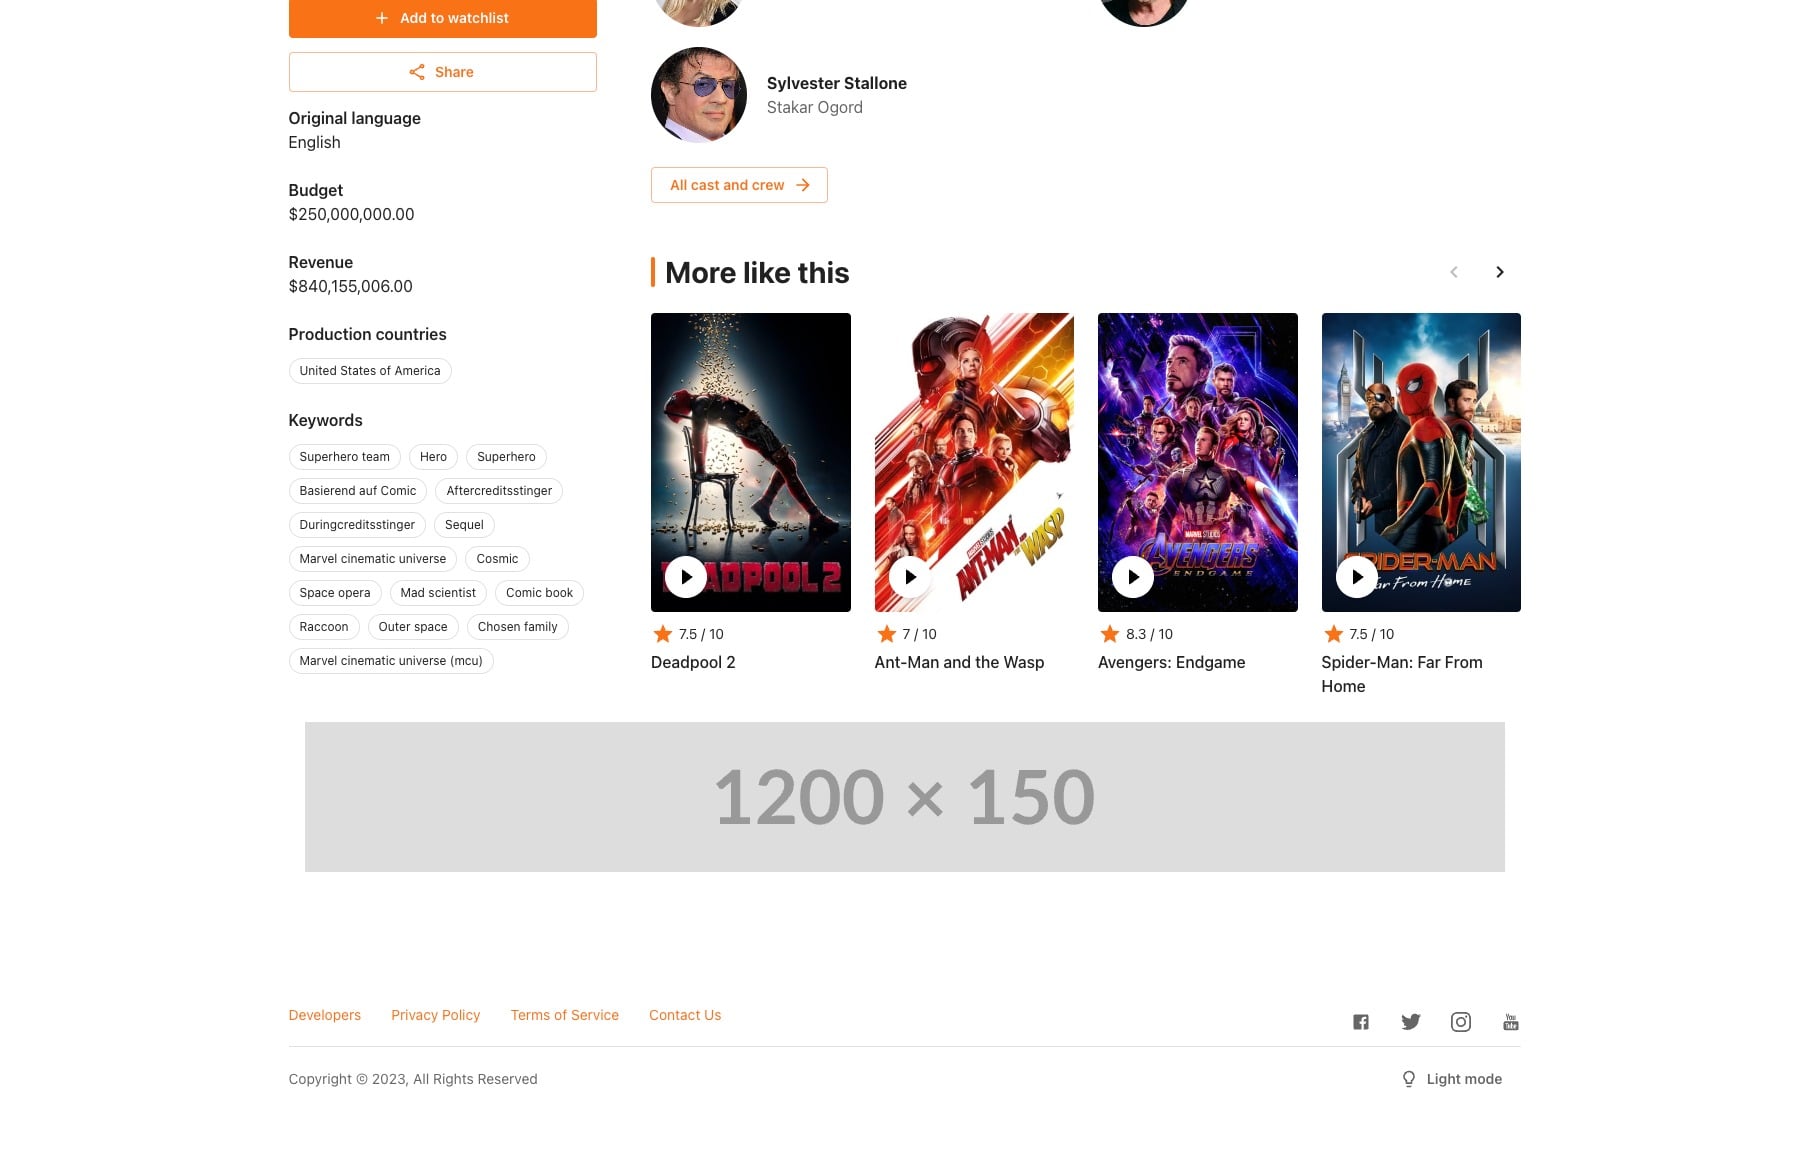 Add to watchlist
Share
Original language
English
Budget
$250,000,000.00
Revenue
$840,155,006.00
Production countries
United States of America
Keywords
Superhero team
Hero
Superhero
Basierend auf Comic
Aftercreditsstinger
Duringcreditsstinger
Sequel
Marvel cinematic universe
Cosmic
Space opera
Mad scientist
Comic book
Raccoon
Outer space
Chosen family
Marvel cinematic universe (mcu)
Sylvester Stallone
Stakar Ogord
All cast and crew
More like this
DEADPOOL 2
7.5 / 10
Deadpool 2
ANT-MAN
AND THE
WASP
7 / 10
Ant-Man and the Wasp
MARVEL STUDIOS
AVENGERS
ENDGAME
8.3 / 10
Avengers: Endgame
SPIDER-MAN
Far From Home
7.5 / 10
Spider-Man: Far From
Home
1200 × 150
Developers
Privacy Policy
Terms of Service
Contact Us
You
Tube
Copyright © 2023, All Rights Reserved
Light mode